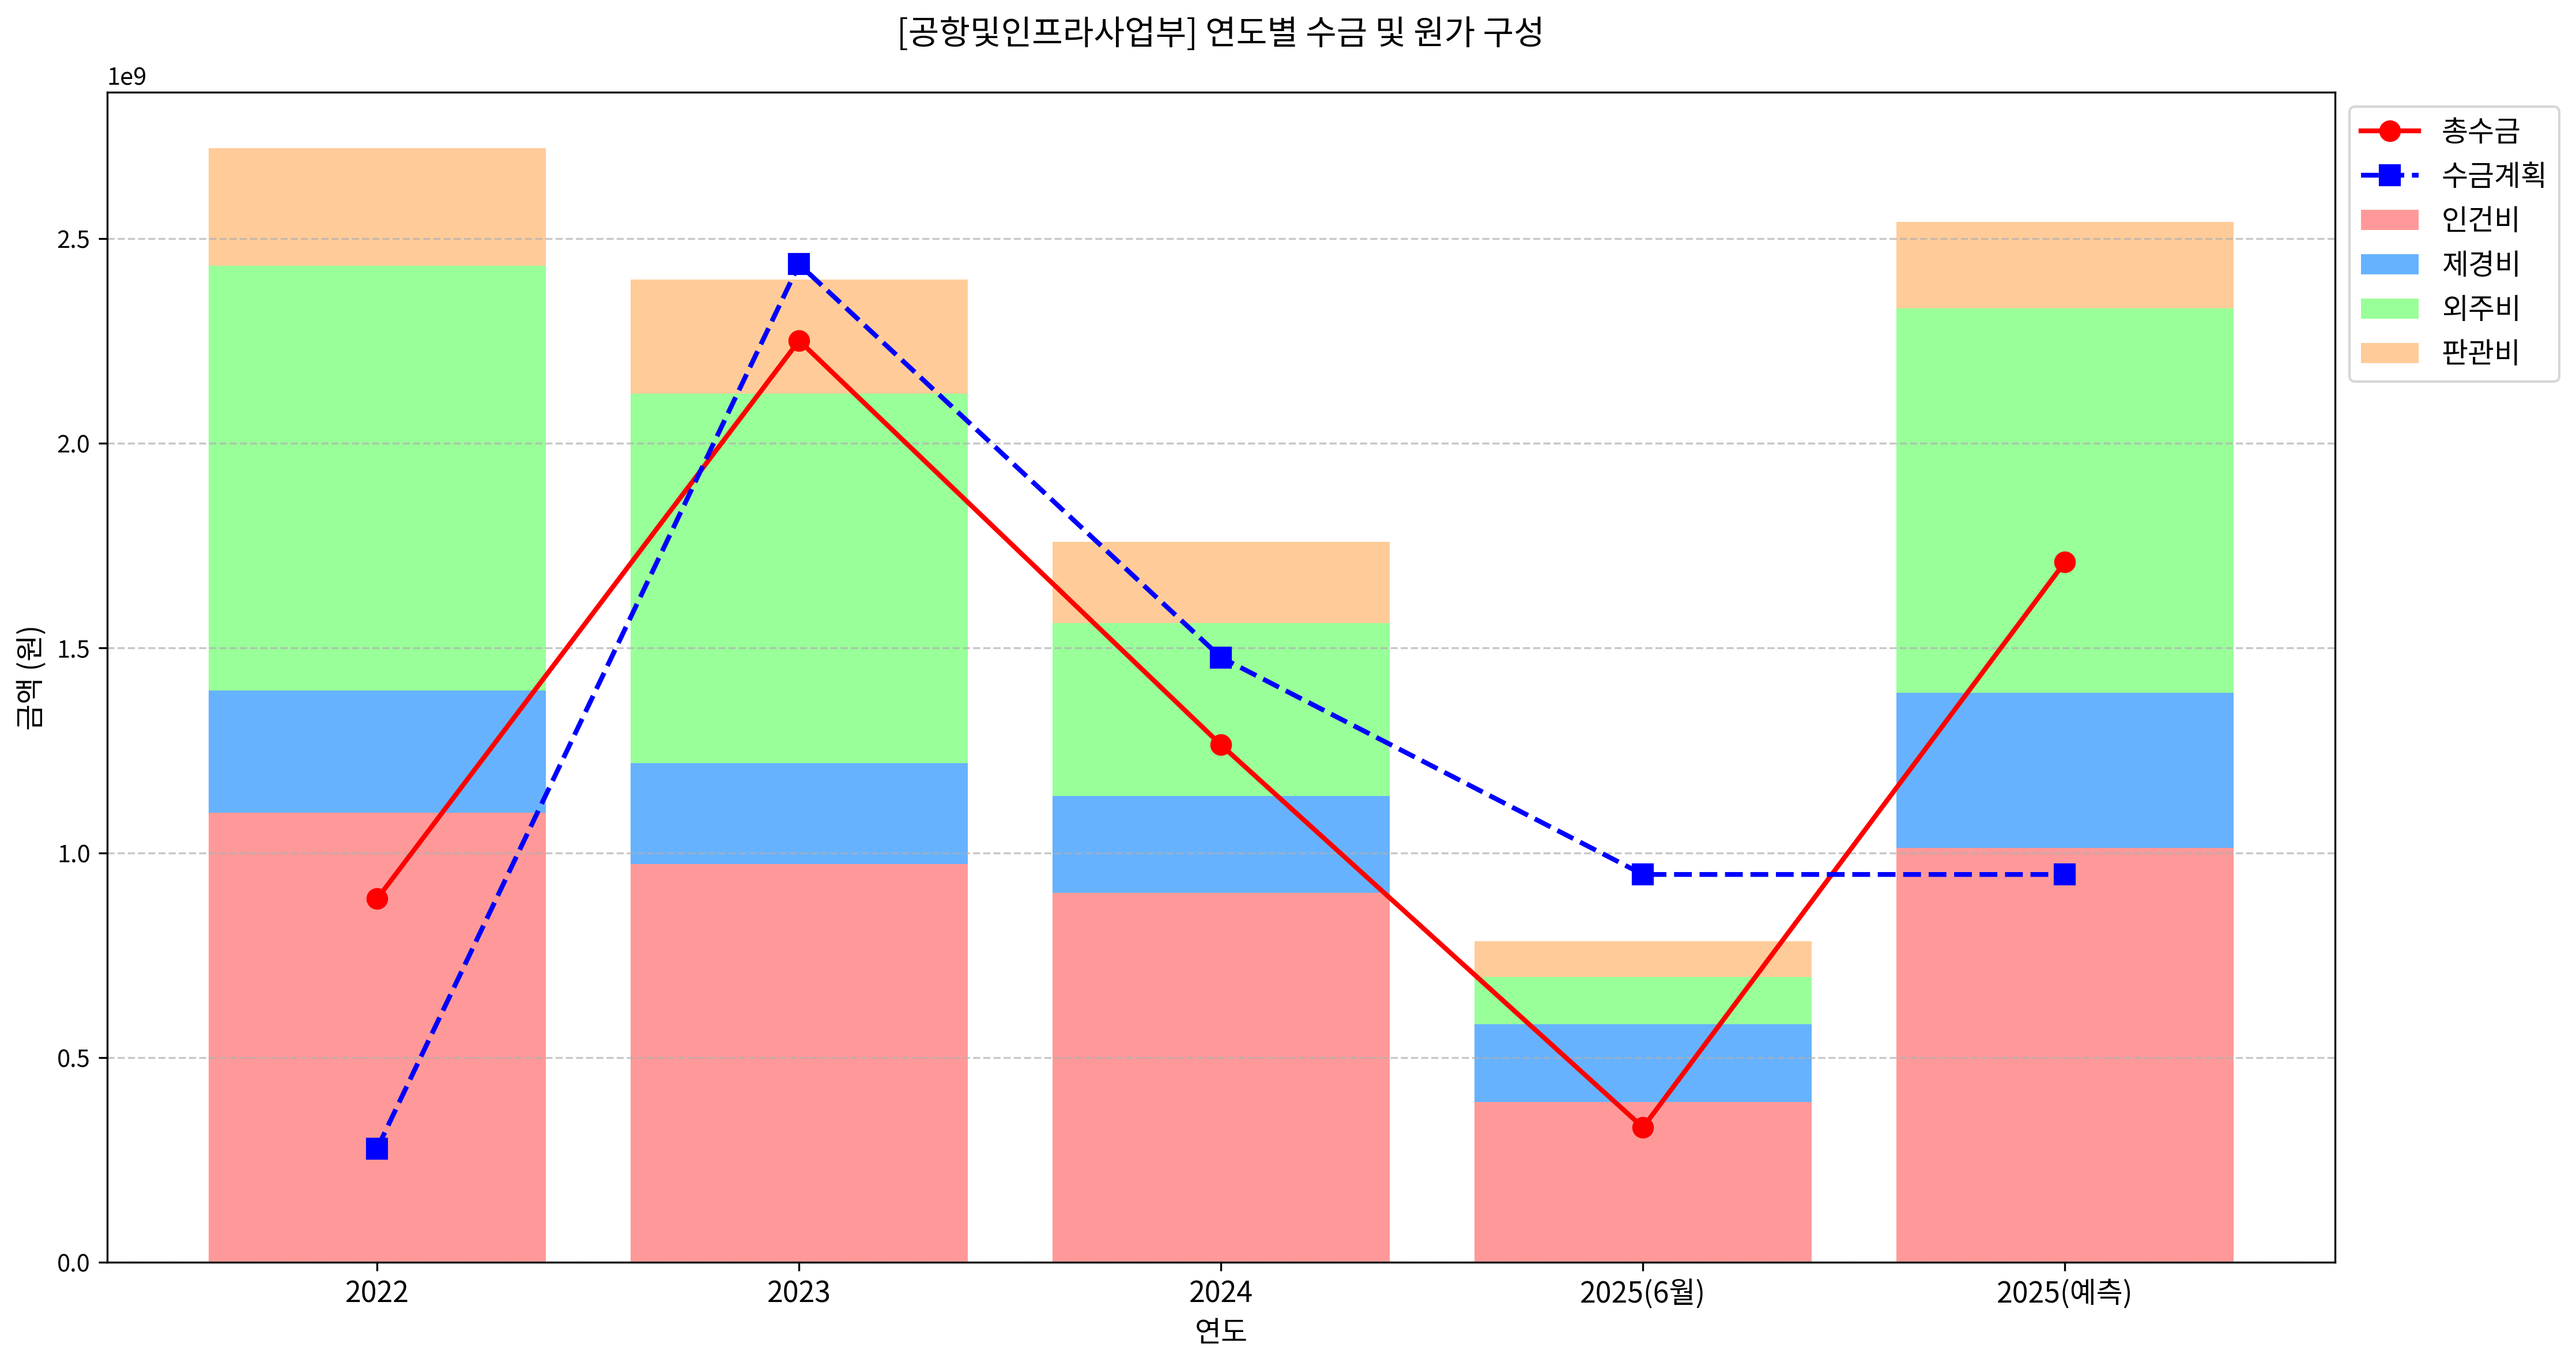 [공항및인프라사업부] 연도별 수금 및 원가 구성
1e9
총수금
수금계획
인건비
제경비
외주비
판관비
2.5
2.0
1.5
1.0
0.5
0.0
금액 (원)
2022
2023
2024
2025(6월)
2025(예측)
연도